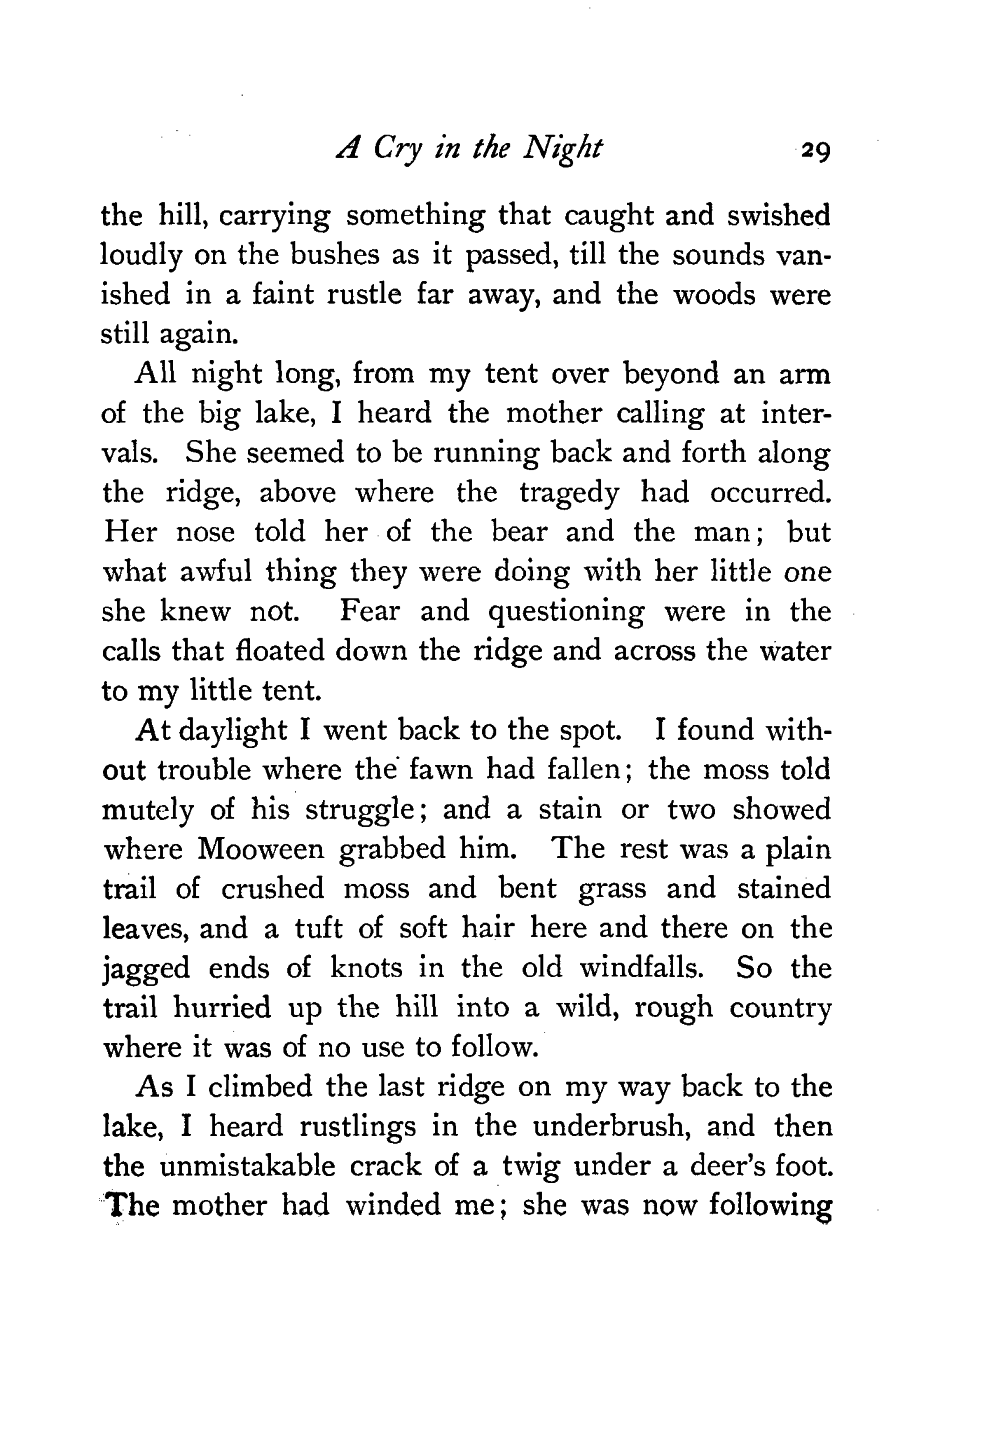 A Cry in the Night 29
the hill, carrying something that caught and swished
loudly on the bushes as it passed, till the sounds van-
ished in a faint rustle far away, and the woods were
still again.
All night long, from my tent over beyond an arm
of the big lake, I heard the mother calling at inter-
vals. She seemed to be running back and forth along
the ridge, above where the tragedy had occurred.
Her nose told her of the bear and the man; but
what awful thing they were doing with her little one
she knew not. Fear and questioning were in the
calls that floated down the ridge and across the water
to my little tent.
At daylight I went back to the spot. I found with-
out trouble where the fawn had fallen; the moss told
mutely of his struggle; and a stain or two showed
where Mooween grabbed him. The rest was a plain
trail of crushed moss and bent grass and stained
leaves, and a tuft of soft hair here and there on the
jagged ends of knots in the old windfalls. So the
trail hurried up the hill into a wild, rough country
where it was of no use to follow.
As I climbed the last ridge on my way back to the
lake, I heard rustlings in the underbrush, and then
the unmistakable crack of a twig under a deer's foot.
The mother had winded me; she was now following